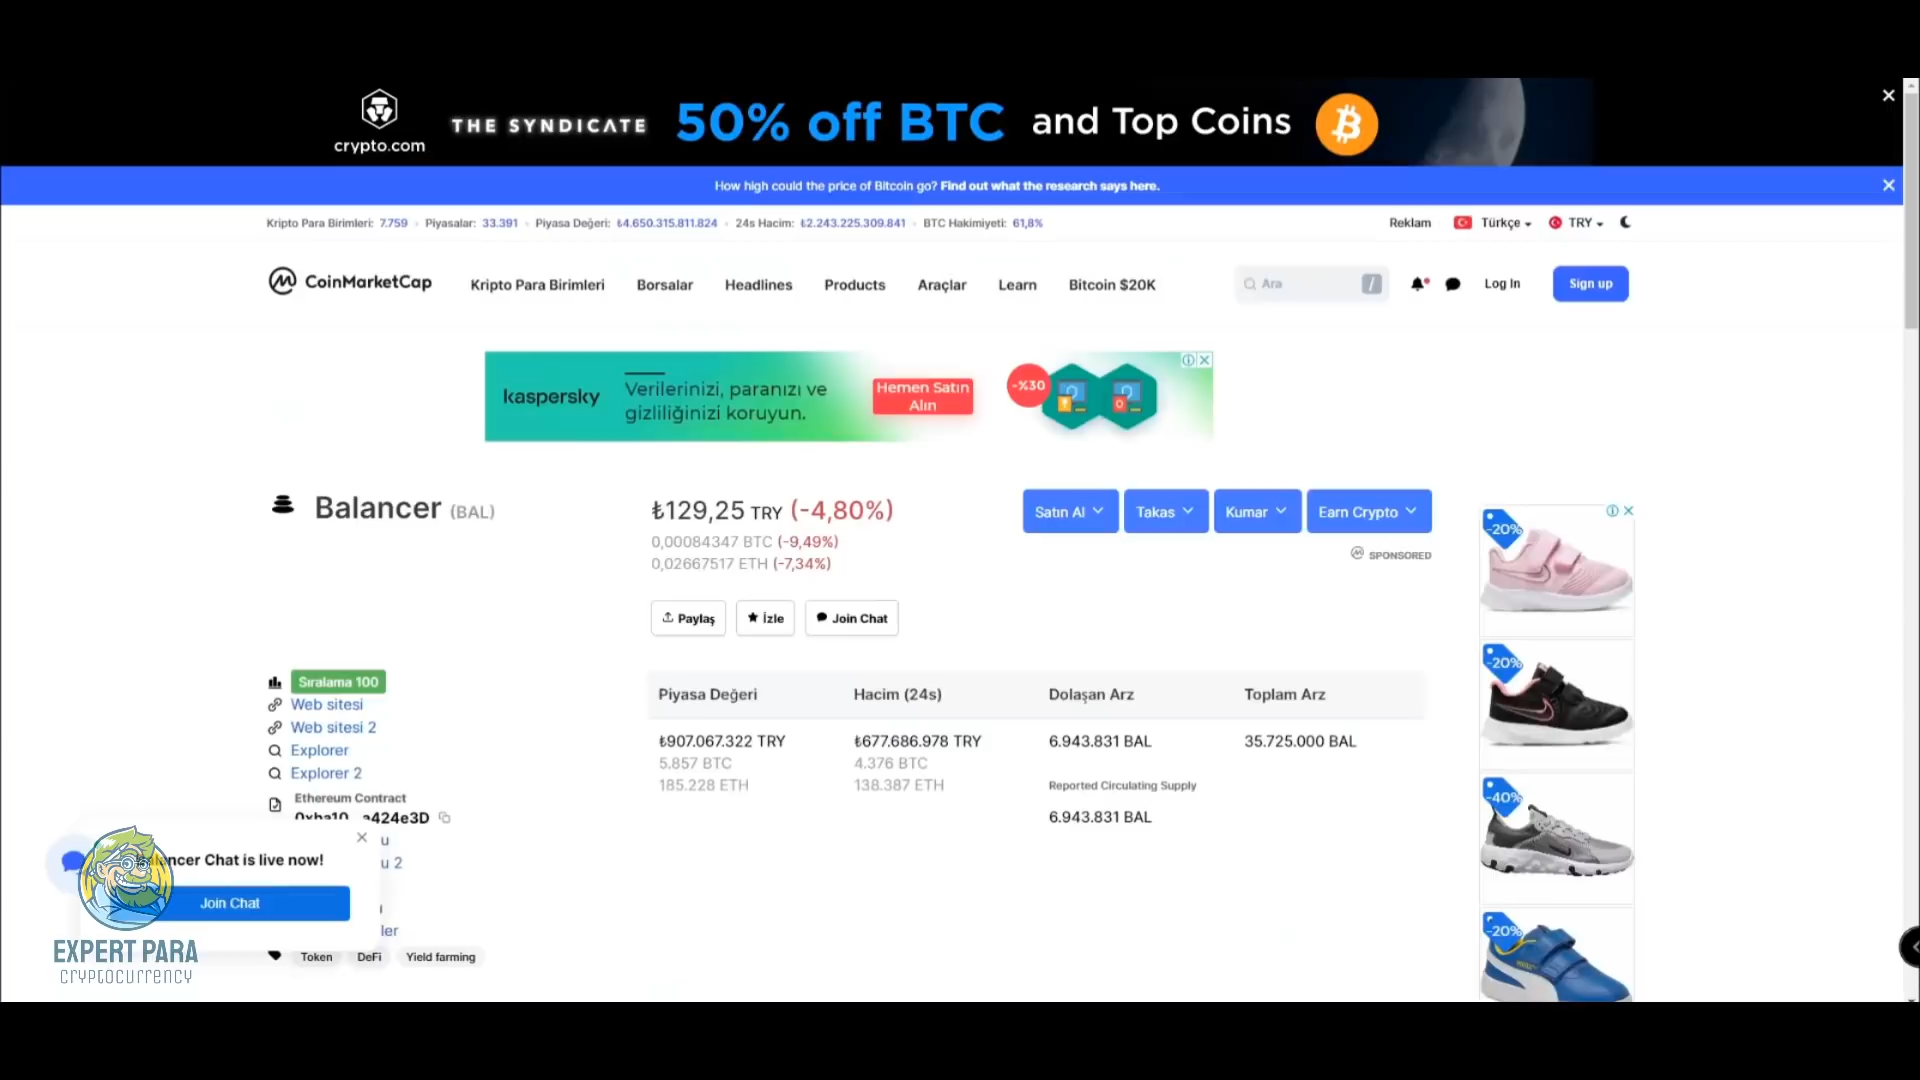 crypto.com
THE SYNDICATE
50% off BTC and Top Coins
How high could the price of Bitcoin go? Find out what the research says here.
Kripto Para Birimleri: 7.759 Piyasalar: 33.391 Piyasa Değeri: ₺4.650.315.811.824 24s Hacim: ₺2.243.225.309.841 BTC Hakimiyeti: 61,8%
Reklam Türkçe TRY
CoinMarketCap
Kripto Para Birimleri Borsalar Headlines Products Araçlar Learn Bitcoin $20K
Ara /
Log In Sign up
kaspersky
Verilerinizi, paranızı ve
gizliliğinizi koruyun.
Hemen Satın
Alın
-%30
Balancer (BAL)
₺129,25 TRY (-4,80%)
0,00084347 BTC (-9,49%)
0,02667517 ETH (-7,34%)
Satın Al Takas Kumar Earn Crypto
SPONSORED
Paylaş İzle Join Chat
Sıralama 100
Web sitesi
Web sitesi 2
Explorer
Explorer 2
Ethereum Contract
0xba10...a424e3D
u
u 2
ler
Token DeFi Yield farming
Piyasa Değeri Hacim (24s) Dolaşan Arz Toplam Arz
₺907.067.322 TRY ₺677.686.978 TRY 6.943.831 BAL 35.725.000 BAL
5.857 BTC 4.376 BTC
185.228 ETH 138.387 ETH Reported Circulating Supply
6.943.831 BAL
-20%
-20%
-40%
-20%
ncer Chat is live now!
Join Chat
EXPERT PARA
CRYPTOCURRENCY